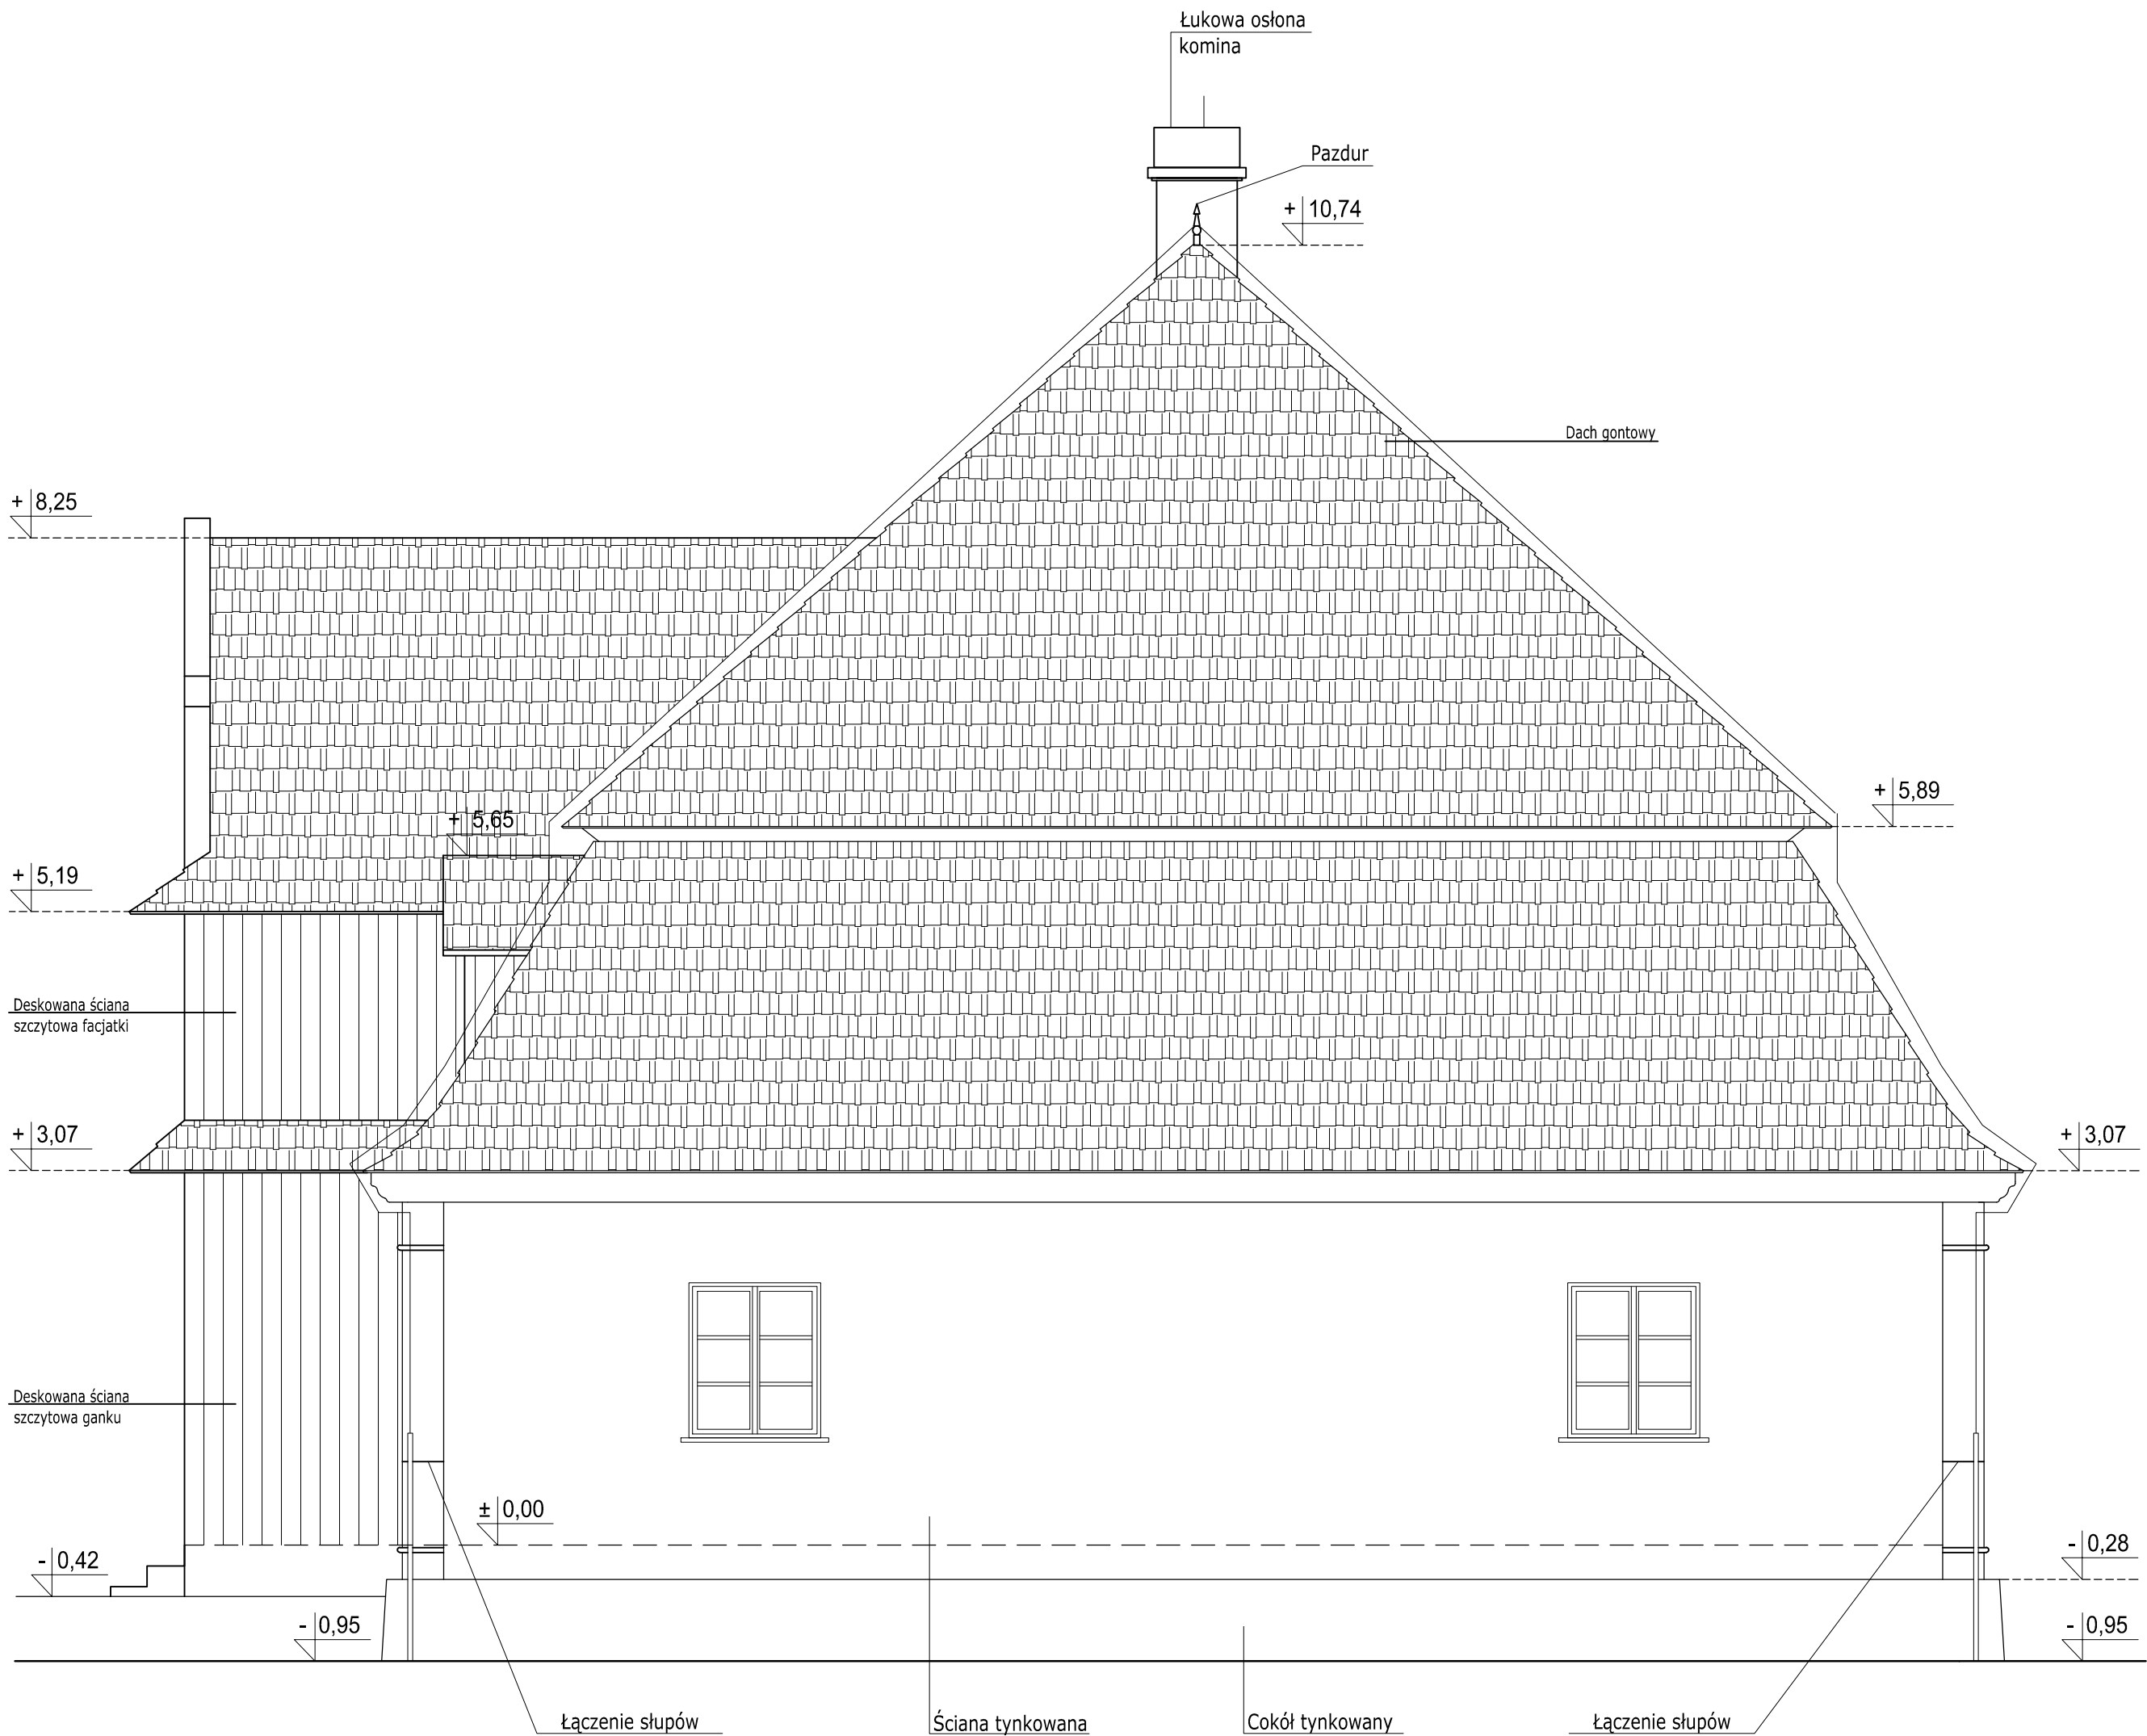 Łukowa osłona
komina
Pazdur
+ 10,74
Dach gontowy
+ 8,25
+ 5,89
+ 5,65
+ 5,19
Deskowana ściana
szczytowa facjatki
+ 3,07
+ 3,07
Deskowana ściana
szczytowa ganku
± 0,00
- 0,42
- 0,28
- 0,95
- 0,95
Łączenie słupów
Ściana tynkowana
Cokół tynkowany
Łączenie słupów